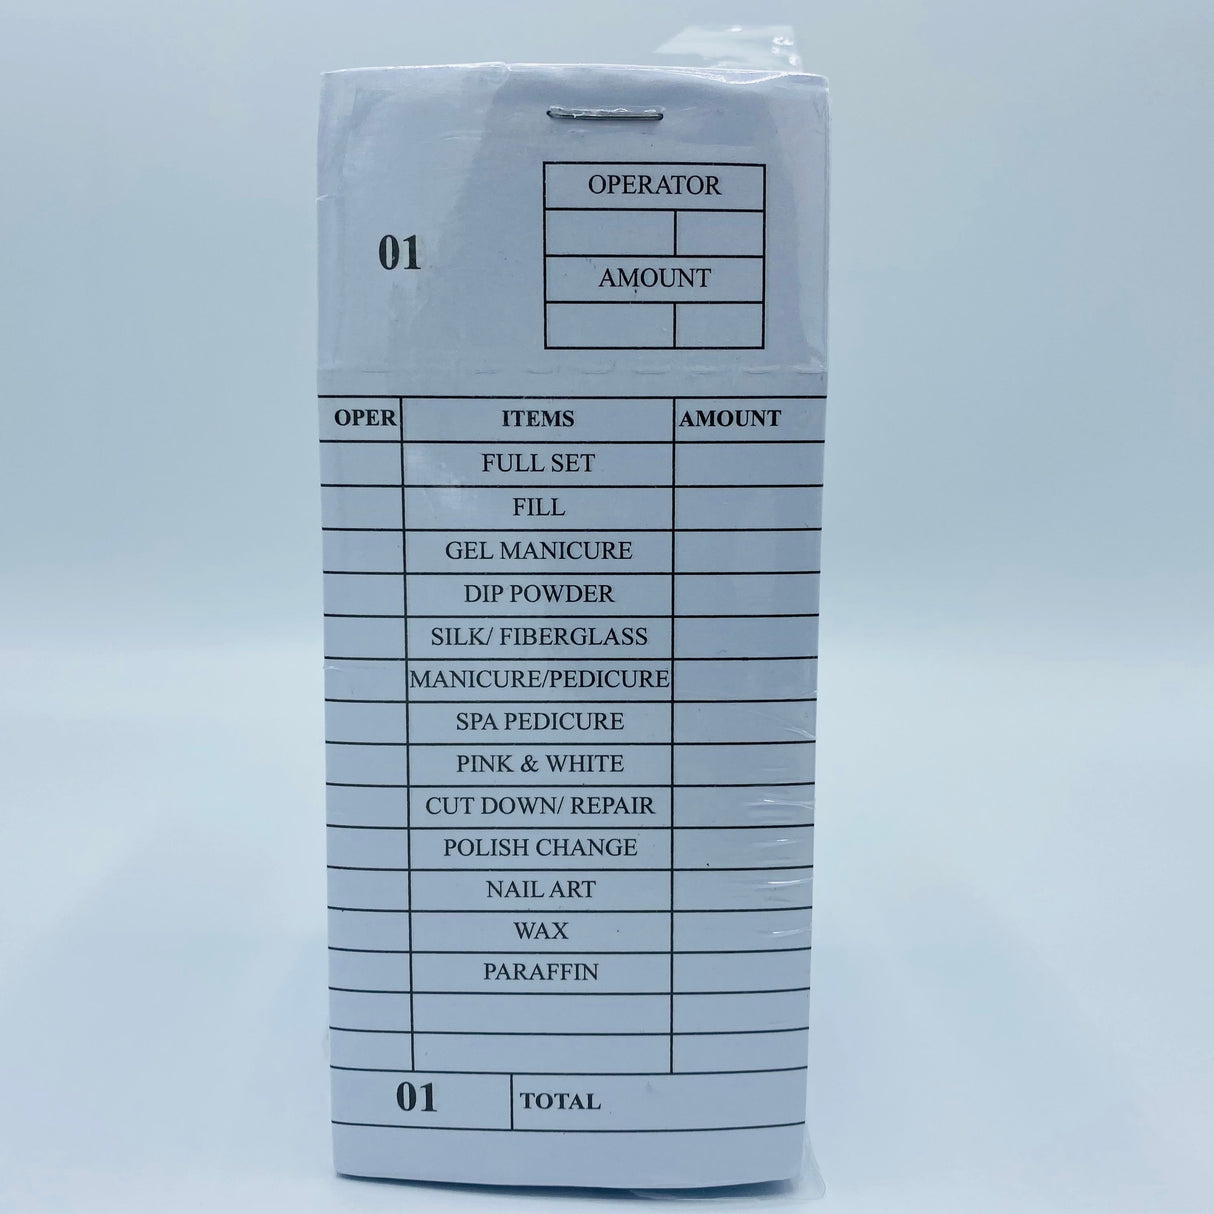 OPERATOR
01
AMOUNT
OPER ITEMS AMOUNT
FULL SET
FILL
GEL MANICURE
DIP POWDER
SILK/ FIBERGLASS
MANICURE/PEDICURE
SPA PEDICURE
PINK & WHITE
CUT DOWN/ REPAIR
POLISH CHANGE
NAIL ART
WAX
PARAFFIN
01 TOTAL